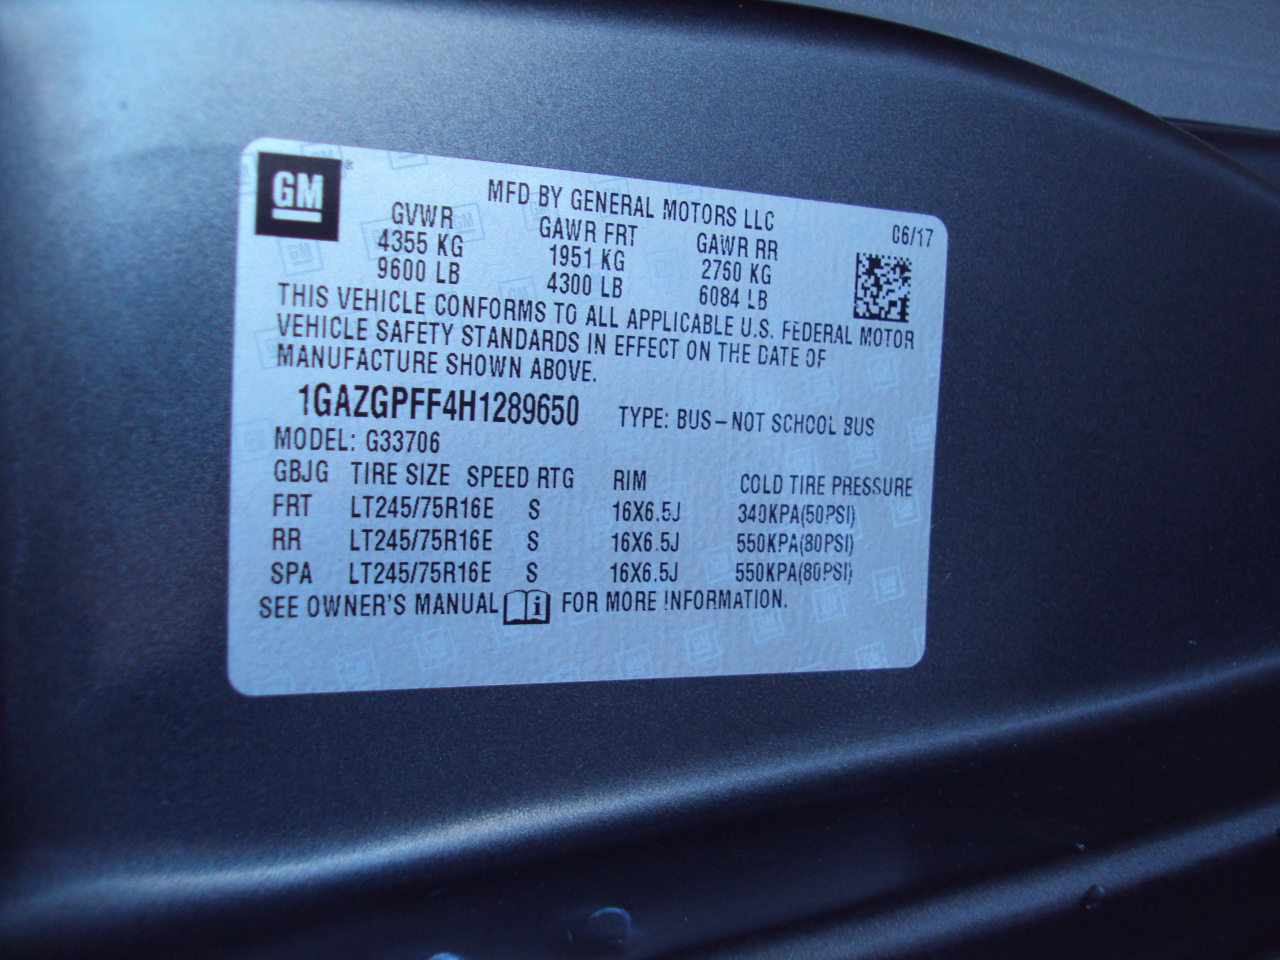 GM
MFD BY GENERAL MOTORS LLC
06/17
GVWR GAWR FRT GAWR RR
4355 KG 1951 KG 2760 KG
9600 LB 4300 LB 6084 LB
THIS VEHICLE CONFORMS TO ALL APPLICABLE U.S. FEDERAL MOTOR
VEHICLE SAFETY STANDARDS IN EFFECT ON THE DATE OF
MANUFACTURE SHOWN ABOVE.
1GAZGPFF4H1289650 TYPE: BUS-NOT SCHOOL BUS
MODEL: G33706
GBJG TIRE SIZE SPEED RTG RIM COLD TIRE PRESSURE
FRT LT245/75R16E S 16X6.5J 340KPA(50PSI)
RR LT245/75R16E S 16X6.5J 550KPA(80PSI)
SPA LT245/75R16E S 16X6.5J 550KPA(80PSI)
SEE OWNER'S MANUAL i FOR MORE INFORMATION.